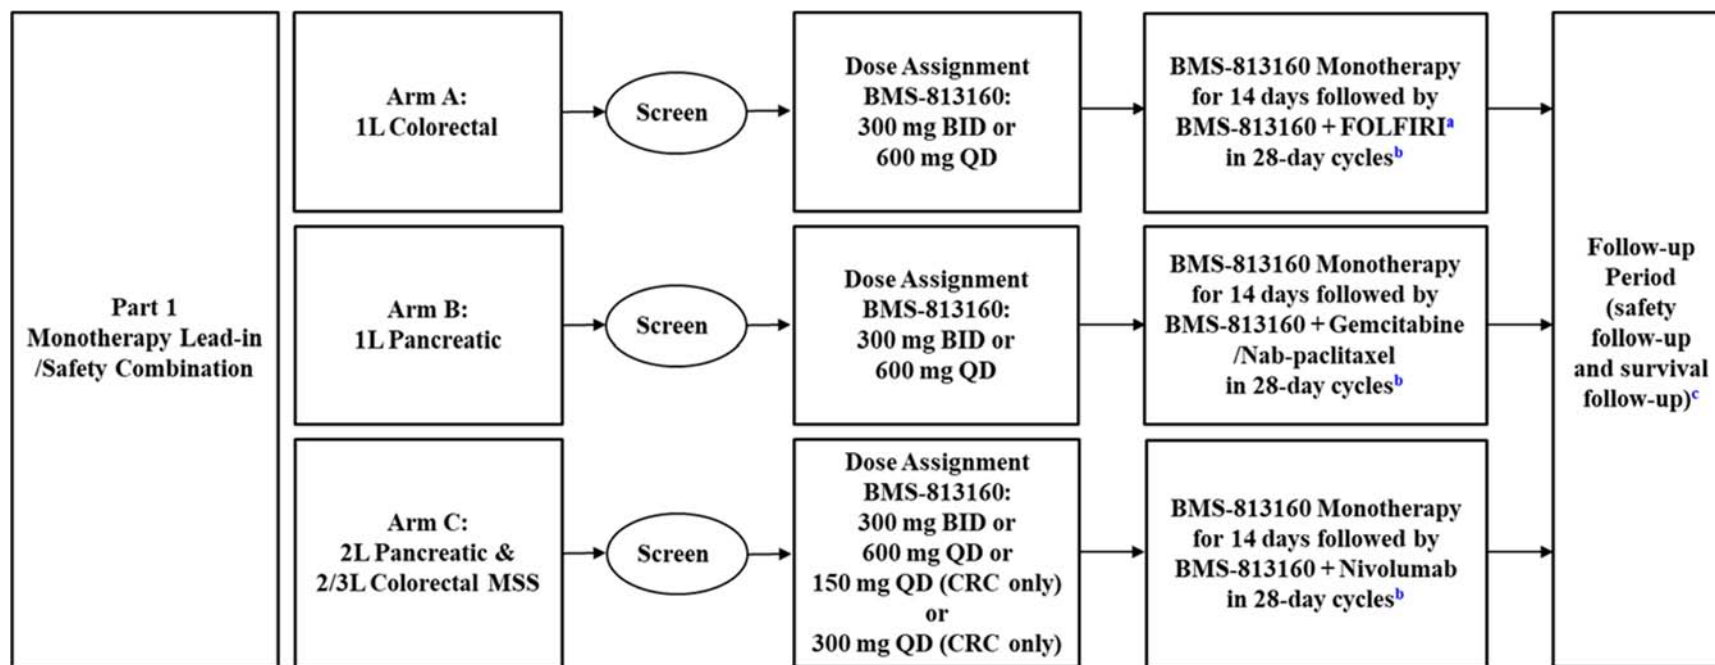 Part 1
Monotherapy Lead-in
/Safety Combination
Arm A:
1L Colorectal
Screen
Dose Assignment
BMS-813160:
300 mg BID or
600 mg QD
BMS-813160 Monotherapy
for 14 days followed by
BMS-813160 + FOLFIRIa
in 28-day cyclesb
Arm B:
1L Pancreatic
Screen
Dose Assignment
BMS-813160:
300 mg BID or
600 mg QD
BMS-813160 Monotherapy
for 14 days followed by
BMS-813160 + Gemcitabine
/Nab-paclitaxel
in 28-day cyclesb
Arm C:
2L Pancreatic &
2/3L Colorectal MSS
Screen
Dose Assignment
BMS-813160:
300 mg BID or
600 mg QD or
150 mg QD (CRC only)
or
300 mg QD (CRC only)
BMS-813160 Monotherapy
for 14 days followed by
BMS-813160 + Nivolumab
in 28-day cyclesb
Follow-up
Period
(safety
follow-up
and survival
follow-up)c